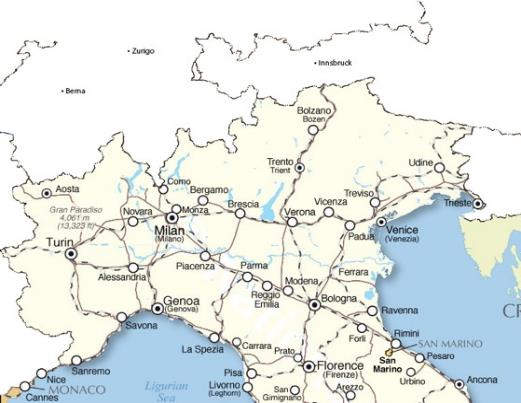 Zurigo
Innsbruck
Berna
Bolzano
Bozen
Trento
Trient
Udine
Como
Aosta
Bergamo
Treviso
Trieste
Gran Paradiso
4,061 m
(13,323 ft)
Novara
Monza
Brescia
Vicenza
Verona
Milan
(Milano)
Padua
Venice
(Venezia)
Turin
Piacenza
Alessandria
Parma
Ferrara
Reggio
Emilia
Modena
Genoa
(Genova)
Bologna
Ravenna
CR
Savona
Forli
Rimini
La Spezia
Carrara
SAN MARINO
Prato
Pesaro
Sanremo
Pisa
Florence
(Firenze)
San
Marino
Nice
MONACO
Cannes
Ligurian
Sea
Livorno
(Leghorn)
San
Gimignano
Arezzo
Urbino
Ancona